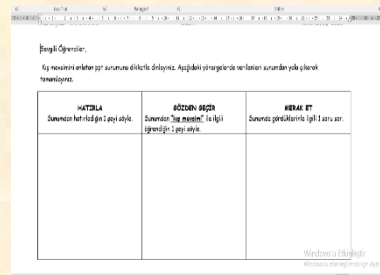 Sevgili Öğrenciler,
Kış mevsimini anlatan ppt sunumunu dikkatle dinleyiniz. Aşağıdaki yönergelerde verilenleri sunumdan yola çıkarak
tamamlayınız.
HATIRLA
Sunumdan hatırladığın 1 şeyi söyle.
GÖZDEN GEÇİR
Sunumdan "kış mevsimi" ile ilgili
öğrendiğin 1 şeyi söyle.
MERAK ET
Sunumda gördüklerinle ilgili 1 soru sor.
Windows'u Etkinleştir